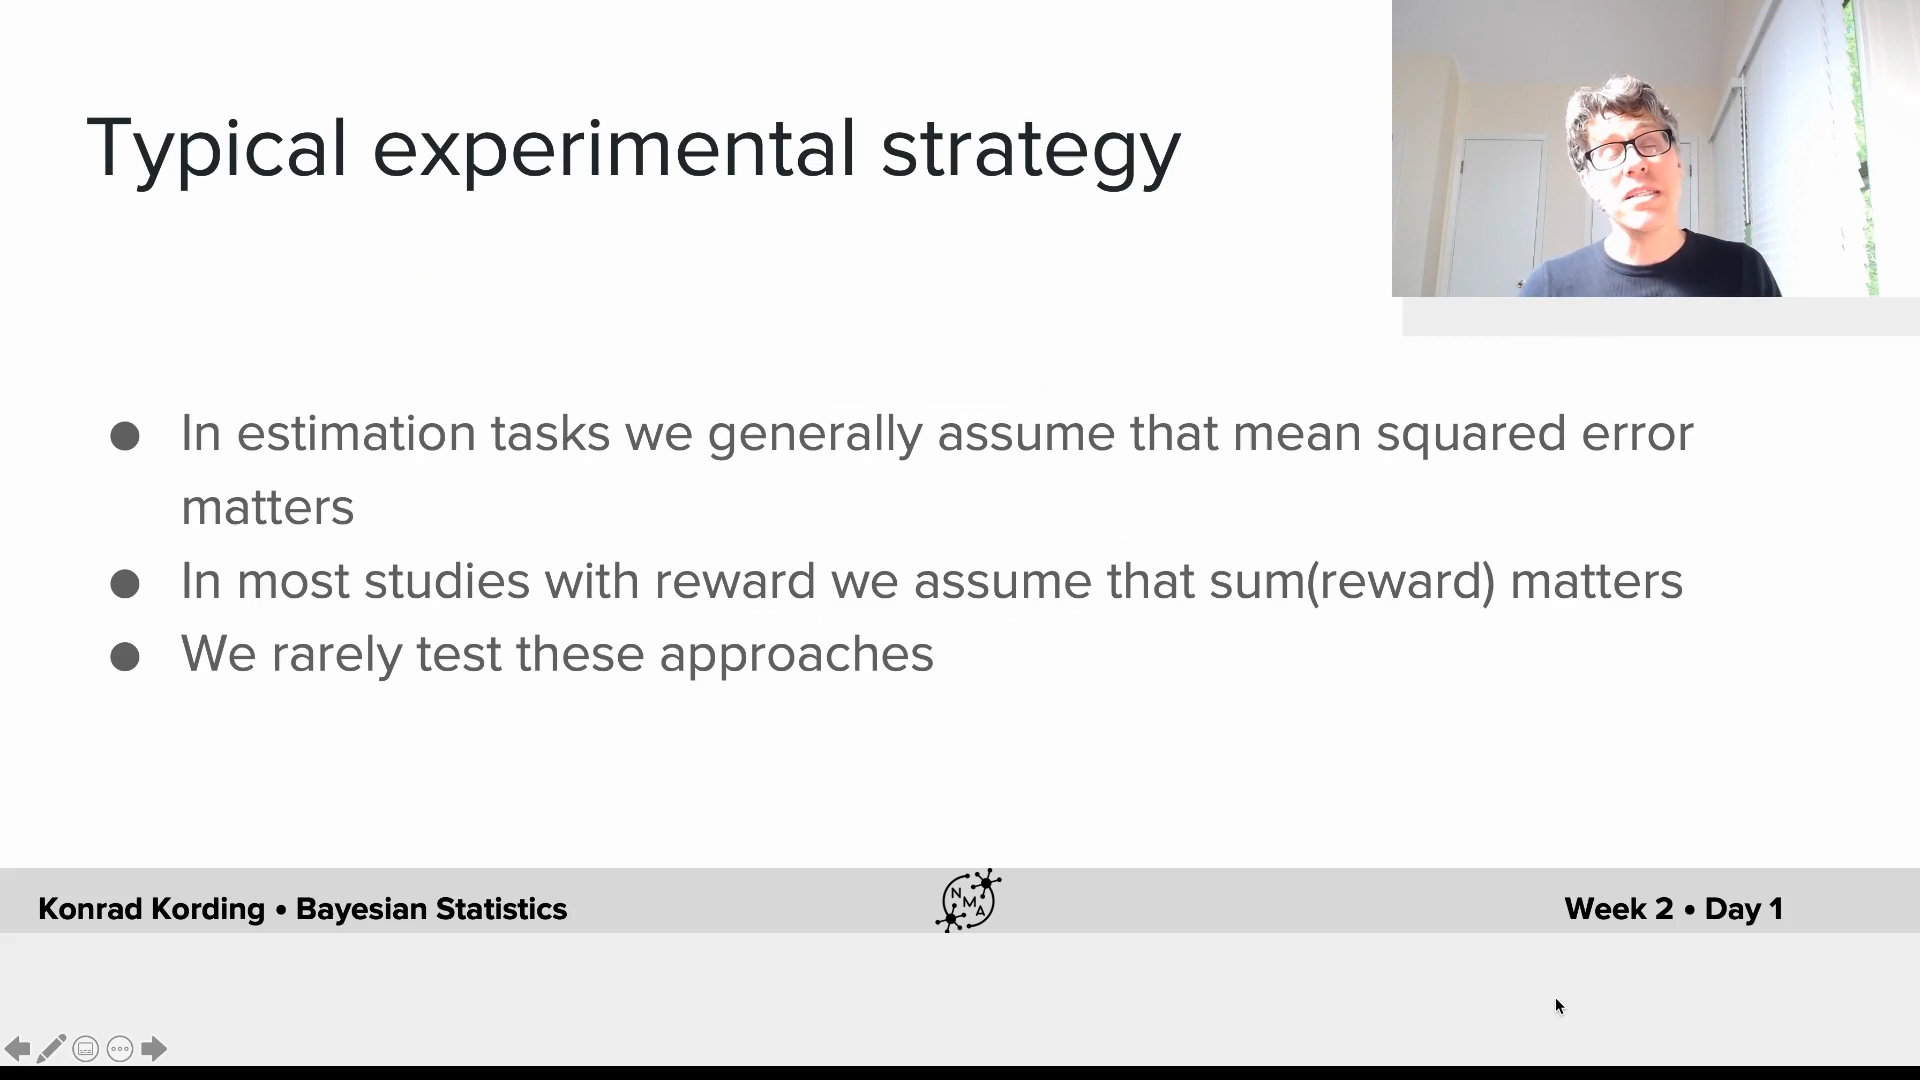 Typical experimental strategy
● In estimation tasks we generally assume that mean squared error
matters
● In most studies with reward we assume that sum(reward) matters
● We rarely test these approaches
Konrad Kording • Bayesian Statistics
NMA
Week 2 • Day 1